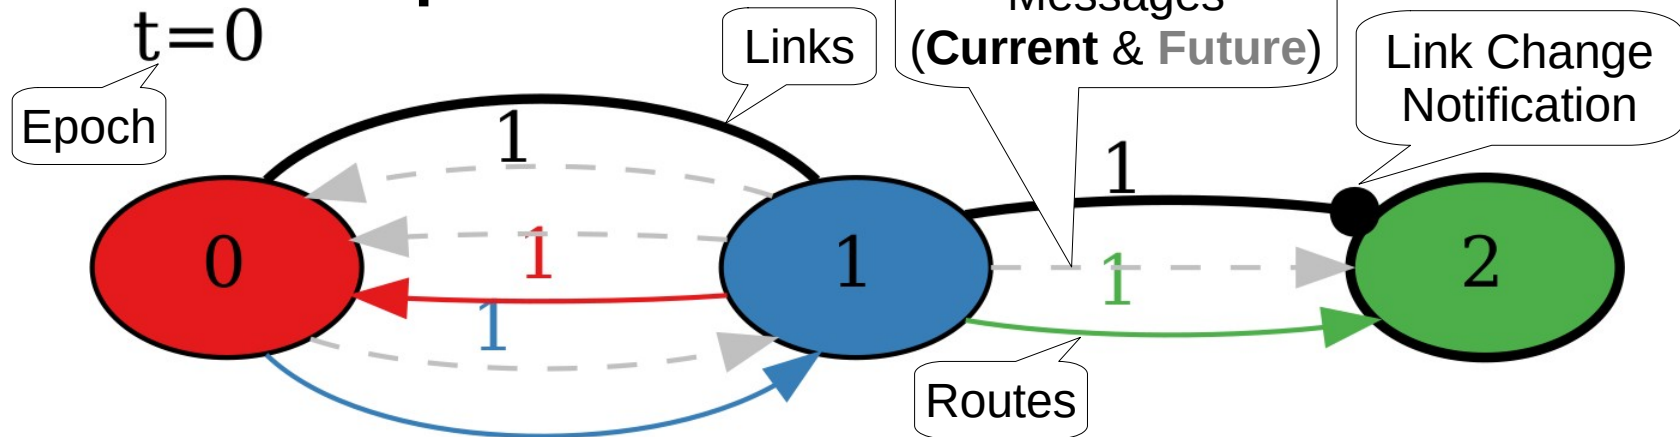 Messages
t=0
Links
(Current & Future)
Link Change
Notification
Epoch
1
1
0
1
1
2
1
1
Routes